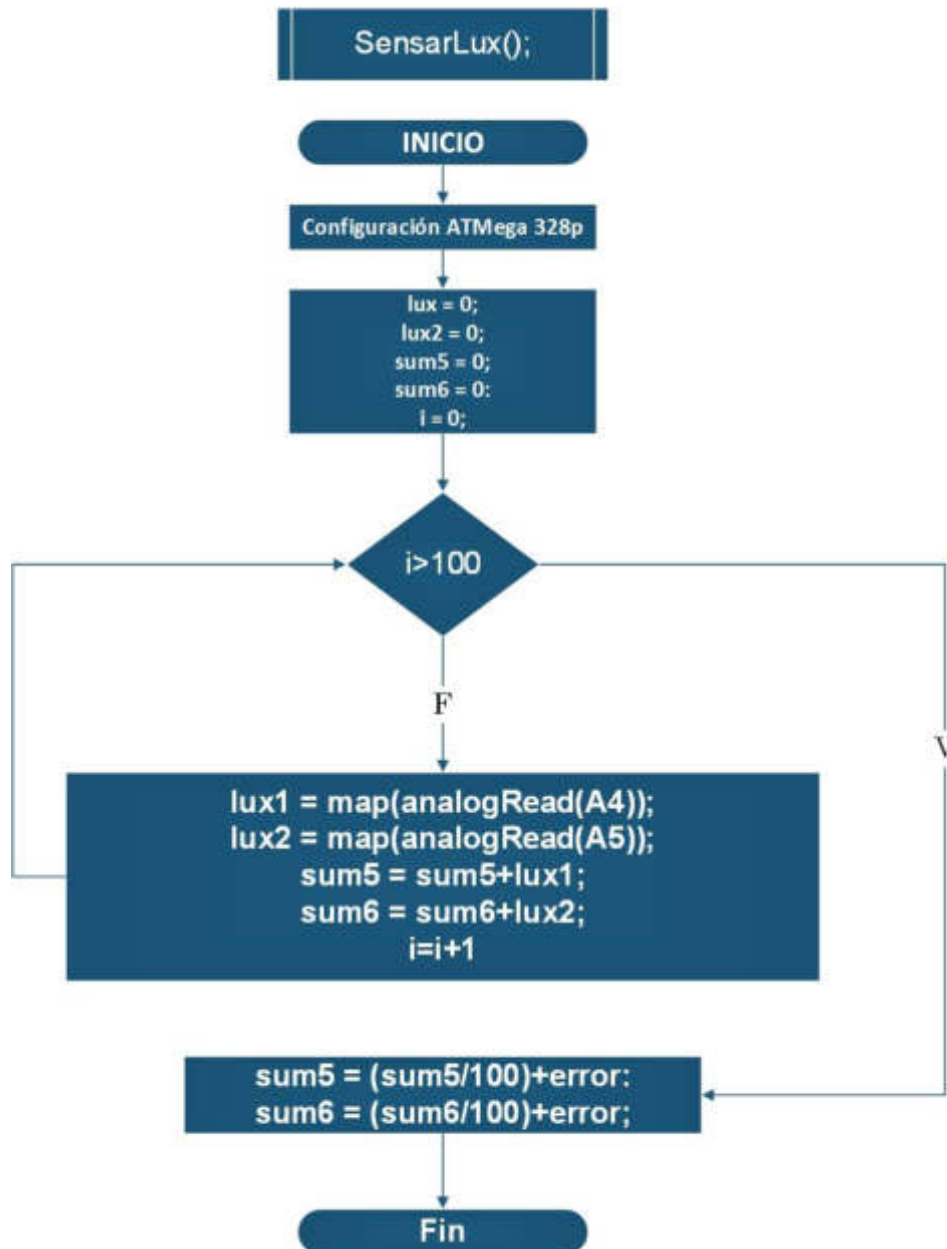 SensarLux();
INICIO
Configuración ATMega 328p
lux = 0;
lux2 = 0;
sum5 = 0;
sum6 = 0:
i = 0;
i>100
F
V
lux1 = map(analogRead(A4));
lux2 = map(analogRead(A5));
sum5 = sum5+lux1;
sum6 = sum6+lux2;
i=i+1
sum5 = (sum5/100)+error:
sum6 = (sum6/100)+error;
Fin